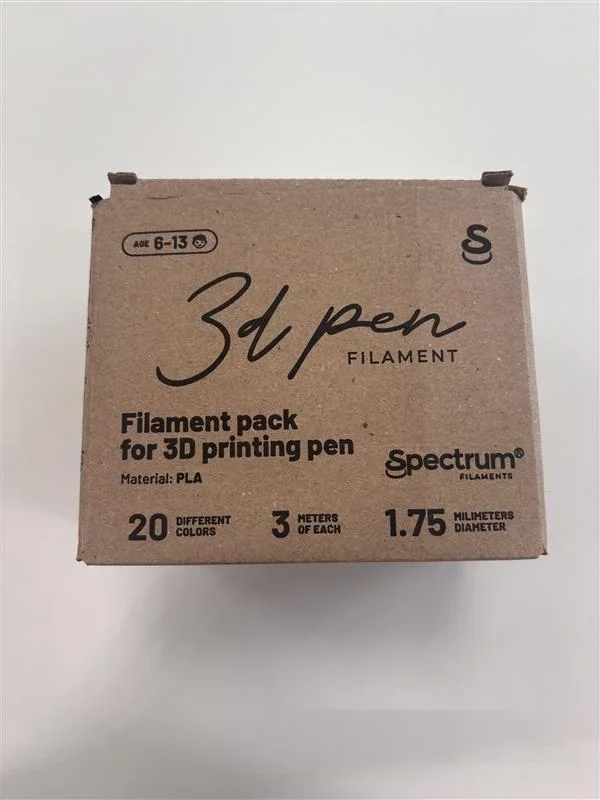 AGE 6-13
S
3d pen
FILAMENT
Filament pack
for 3D printing pen
Material: PLA
Spectrum®
FILAMENTS
20 DIFFERENT
COLORS
3 METERS
OF EACH
1.75 MILIMETERS
DIAMETER